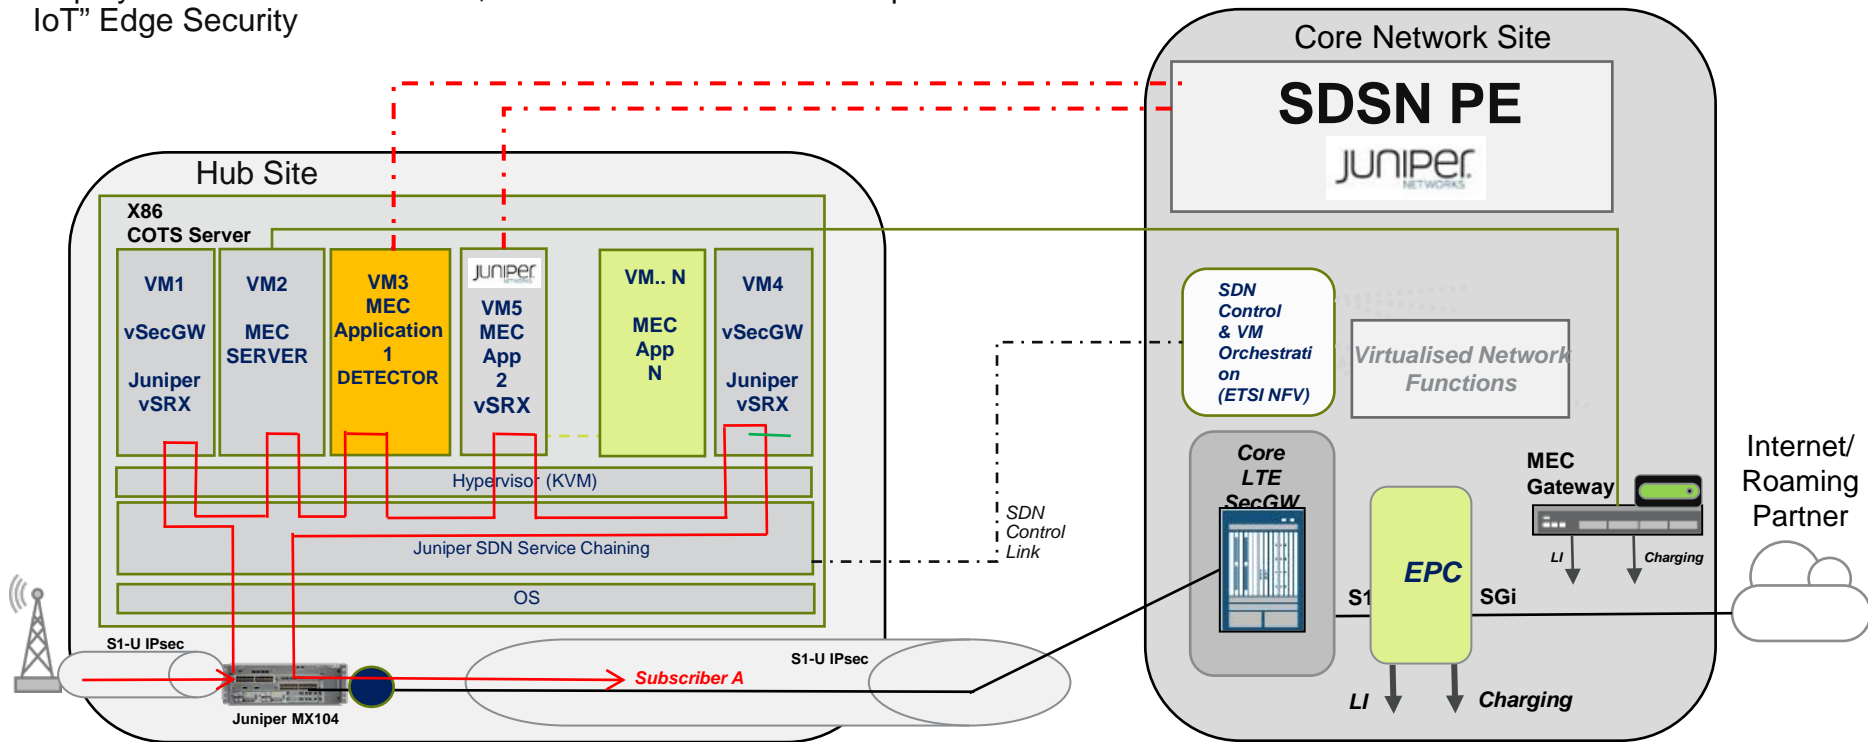 IoT” Edge Security
Core Network Site
SDSN PE
JUNIPER
NETWORKS
Hub Site
X86
COTS Server
VM1
vSecGW
Juniper
vSRX
VM2
MEC
SERVER
VM3
MEC
Application
1
DETECTOR
JUNIPER
NETWORKS
VM5
MEC
App
2
vSRX
VM.. N
MEC
App
N
VM4
vSecGW
Juniper
vSRX
Hypervisor (KVM)
Juniper SDN Service Chaining
OS
SDN
Control
Link
SDN
Control
& VM
Orchestrati
on
(ETSI NFV)
Virtualised Network
Functions
Core
LTE
SecGW
S1
EPC
SGi
LI
Charging
MEC
Gateway
LI
Charging
Internet/
Roaming
Partner
S1-U IPsec
Juniper MX104
S1-U IPsec
Subscriber A